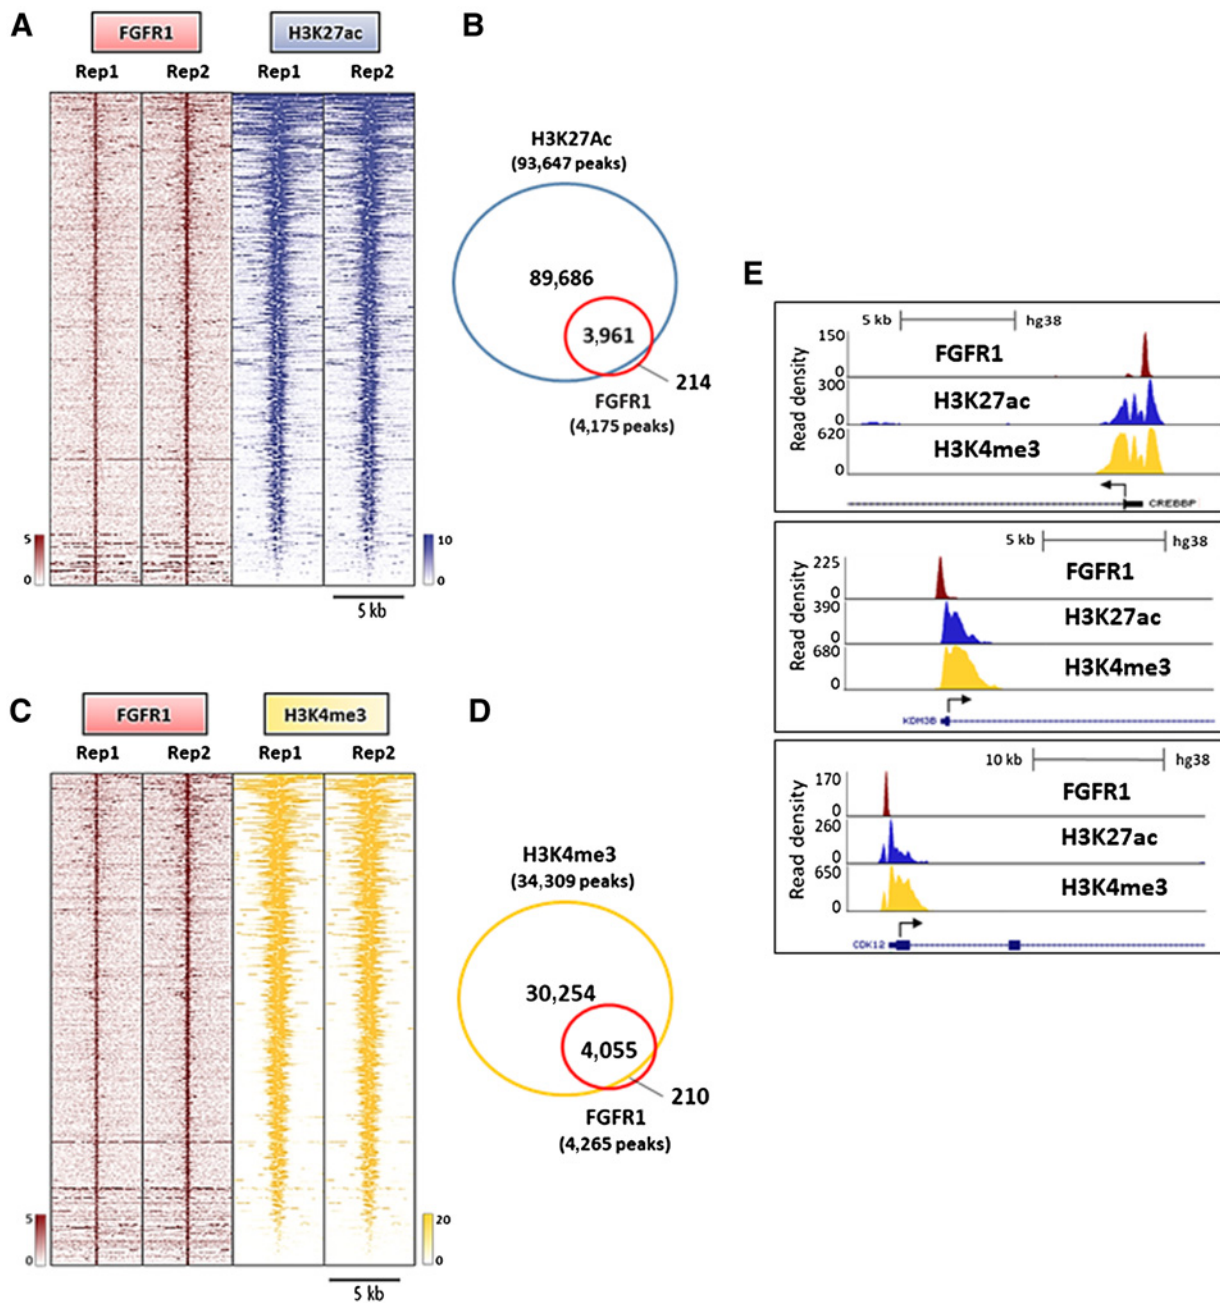 A
FGFR1
H3K27ac
Rep1
Rep2
Rep1
Rep2
5
0
10
0
5 kb
B
H3K27Ac
(93,647 peaks)
89,686
3,961
214
FGFR1
(4,175 peaks)
C
FGFR1
H3K4me3
Rep1
Rep2
Rep1
Rep2
5
0
20
0
5 kb
D
H3K4me3
(34,309 peaks)
30,254
4,055
210
FGFR1
(4,265 peaks)
E
5 kb
hg38
Read density
150
0
FGFR1
300
0
H3K27ac
620
0
H3K4me3
CREBBP
5 kb
hg38
Read density
225
0
FGFR1
390
0
H3K27ac
680
0
H3K4me3
KDM3B
10 kb
hg38
Read density
170
0
FGFR1
260
0
H3K27ac
650
0
H3K4me3
CDK12